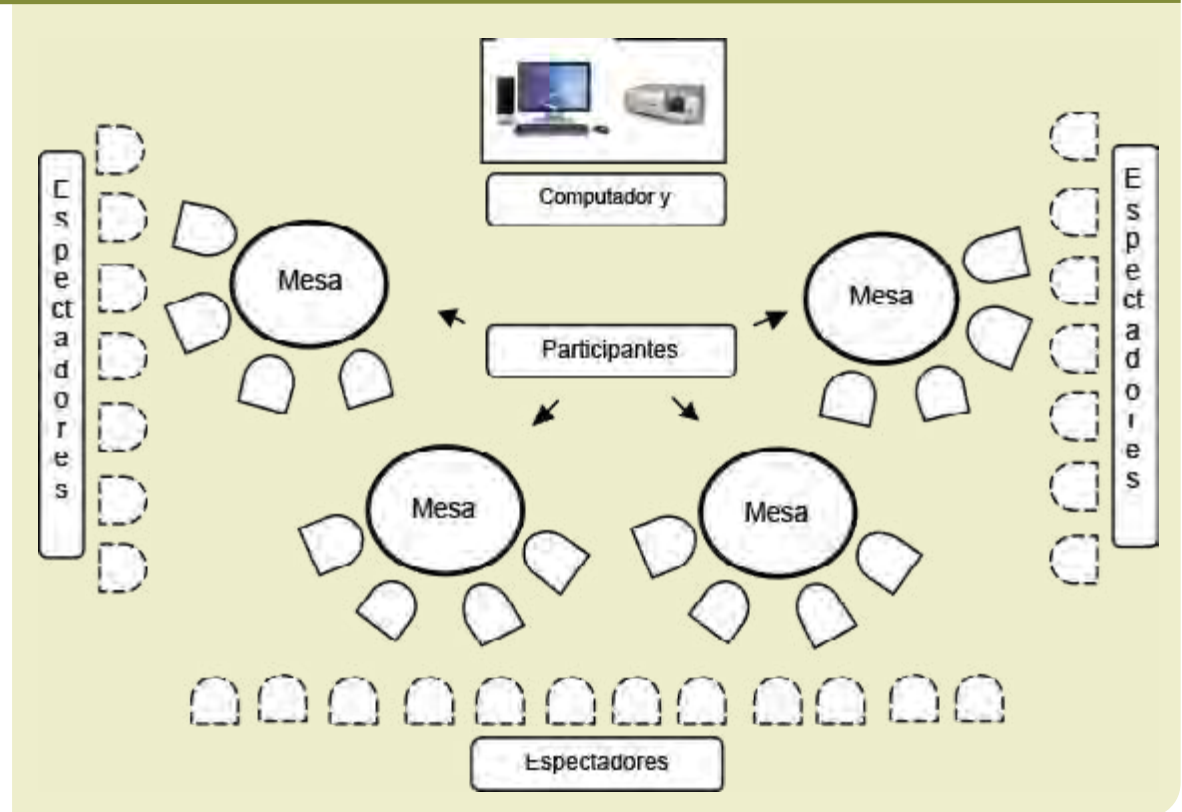 Computador y
Espectadores
Mesa
Mesa
Participantes
Espectadores
Mesa
Mesa
Espectadores